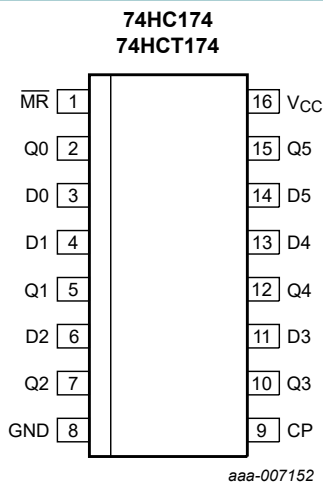 74HC174
74HCT174
MR 1 16 VCC
Q0 2 15 Q5
D0 3 14 D5
D1 4 13 D4
Q1 5 12 Q4
D2 6 11 D3
Q2 7 10 Q3
GND 8 9 CP
aaa-007152